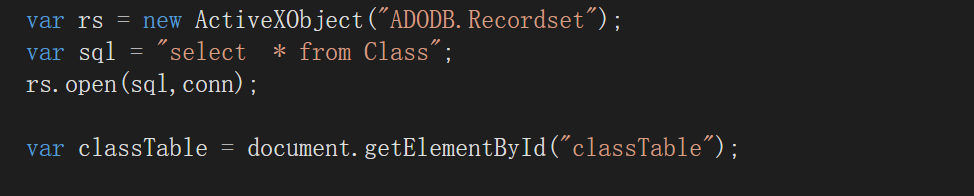 var rs = new ActiveXObject("ADODB.Recordset");
var sql = "select  * from Class";
rs.open(sql,conn);
var classTable = document.getElementById("classTable");